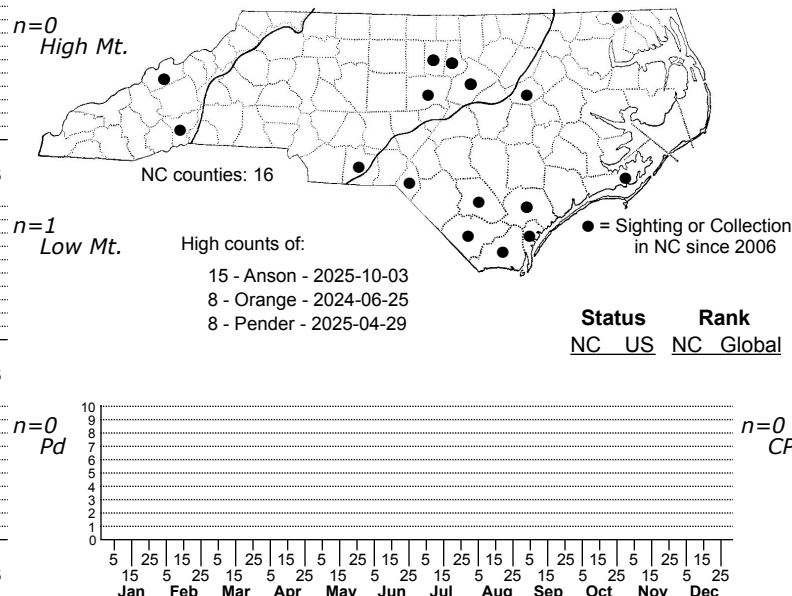 n=0
High Mt.
NC counties: 16
n=1
Low Mt.
High counts of:
15 - Anson - 2025-10-03
8 - Orange - 2024-06-25
8 - Pender - 2025-04-29
● = Sighting or Collection
in NC since 2006
Status Rank
NC US NC Global
n=0
Pd
10
9
8
7
6
5
4
3
2
1
0
n=0
CP
5 25 15 5 25 15 5 25 15 5 25 15 5 25 15 5 25 15
15 5 25 15 5 25 15 5 25 15 5 25 15 5 25 15 5 25
Jan Feb Mar Apr May Jun Jul Aug Sep Oct Nov Dec